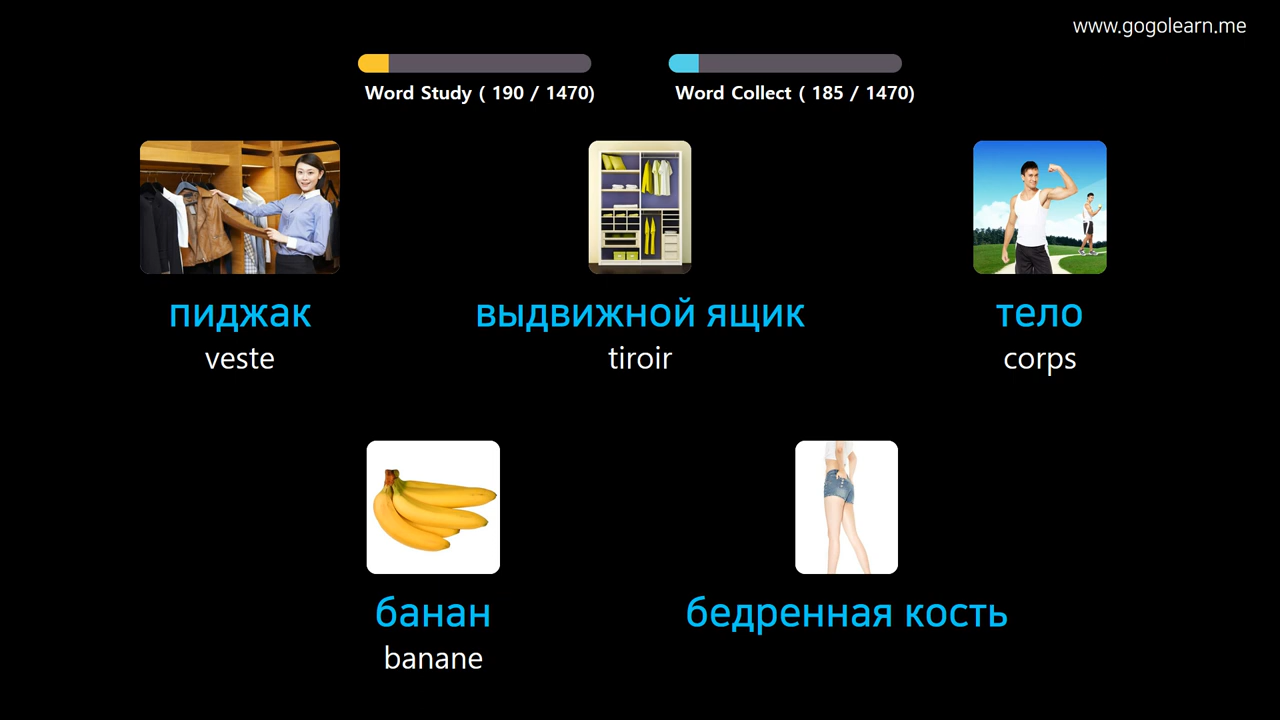 www.gogolearn.me
Word Study ( 190 / 1470)
Word Collect ( 185 / 1470)
пиджак
veste
выдвижной ящик
tiroir
тело
corps
банан
banane
бедренная кость